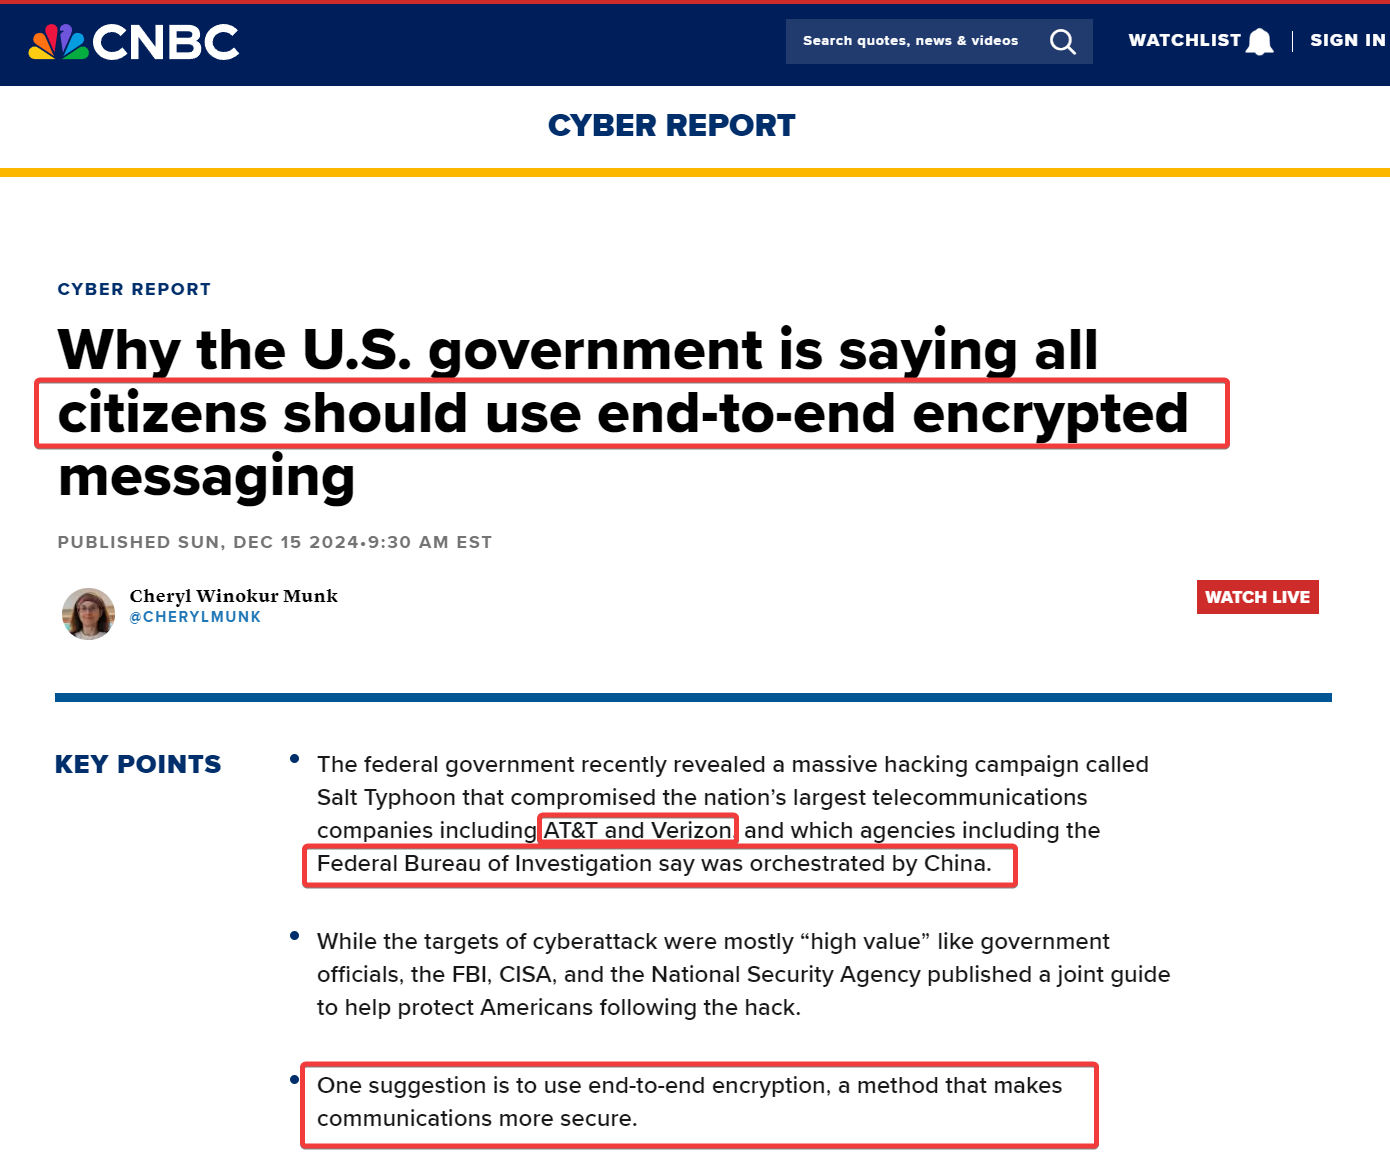 CNBC
Search quotes, news & videos
WATCHLIST
SIGN IN
CYBER REPORT
CYBER REPORT
Why the U.S. government is saying all
citizens should use end-to-end encrypted
messaging
PUBLISHED SUN, DEC 15 2024•9:30 AM EST
Cheryl Winokur Munk
@CHERYLMUNK
WATCH LIVE
KEY POINTS
The federal government recently revealed a massive hacking campaign called
Salt Typhoon that compromised the nation’s largest telecommunications
companies including AT&T and Verizon, and which agencies including the
Federal Bureau of Investigation say was orchestrated by China.
While the targets of cyberattack were mostly “high value” like government
officials, the FBI, CISA, and the National Security Agency published a joint guide
to help protect Americans following the hack.
One suggestion is to use end-to-end encryption, a method that makes
communications more secure.